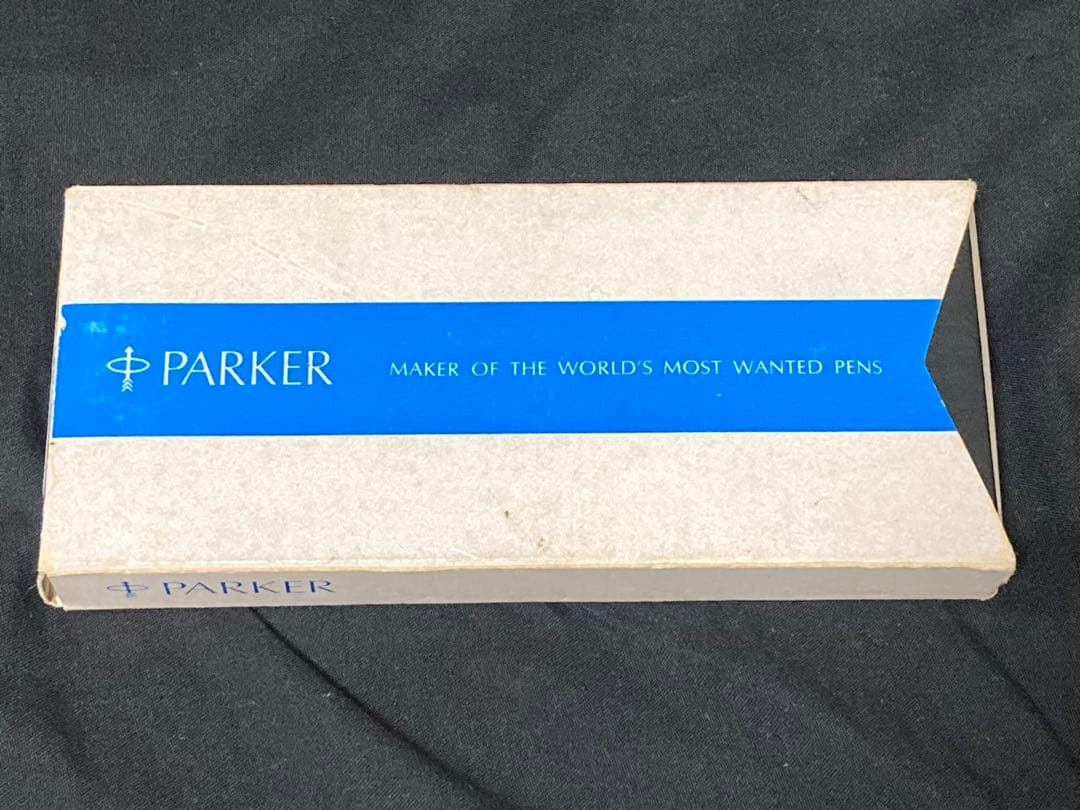 PARKER MAKER OF THE WORLD'S MOST WANTED PENS
PARKER